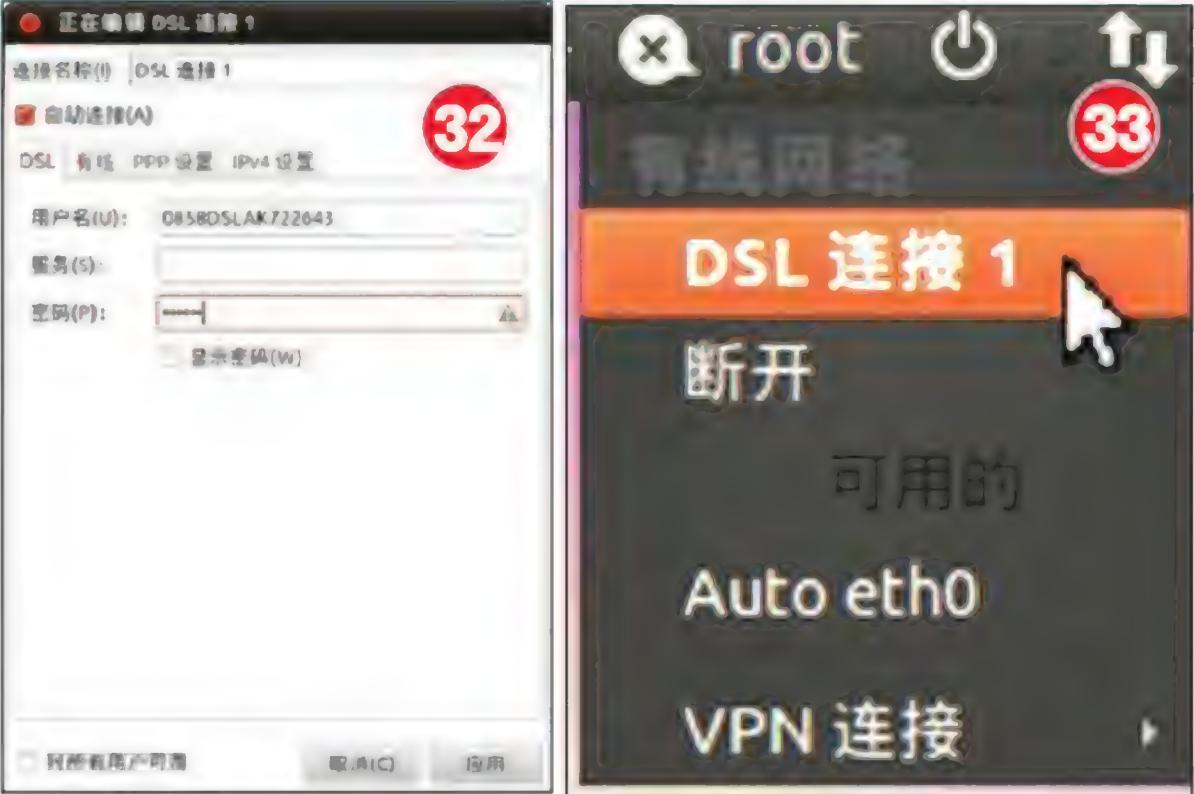 正在编辑 DSL 连接 1
32
连接名称(I) DSL 连接 1
自动连接(A)
DSL 有线 PPP 设置 IPv4 设置
用户名(U): 0858DSLAK722643
服务(S):
密码(P):
显示密码(W)
对所有用户可用
取消(C) 应用
root
33
有线网络
DSL 连接 1
断开
可用的
Auto eth0
VPN 连接